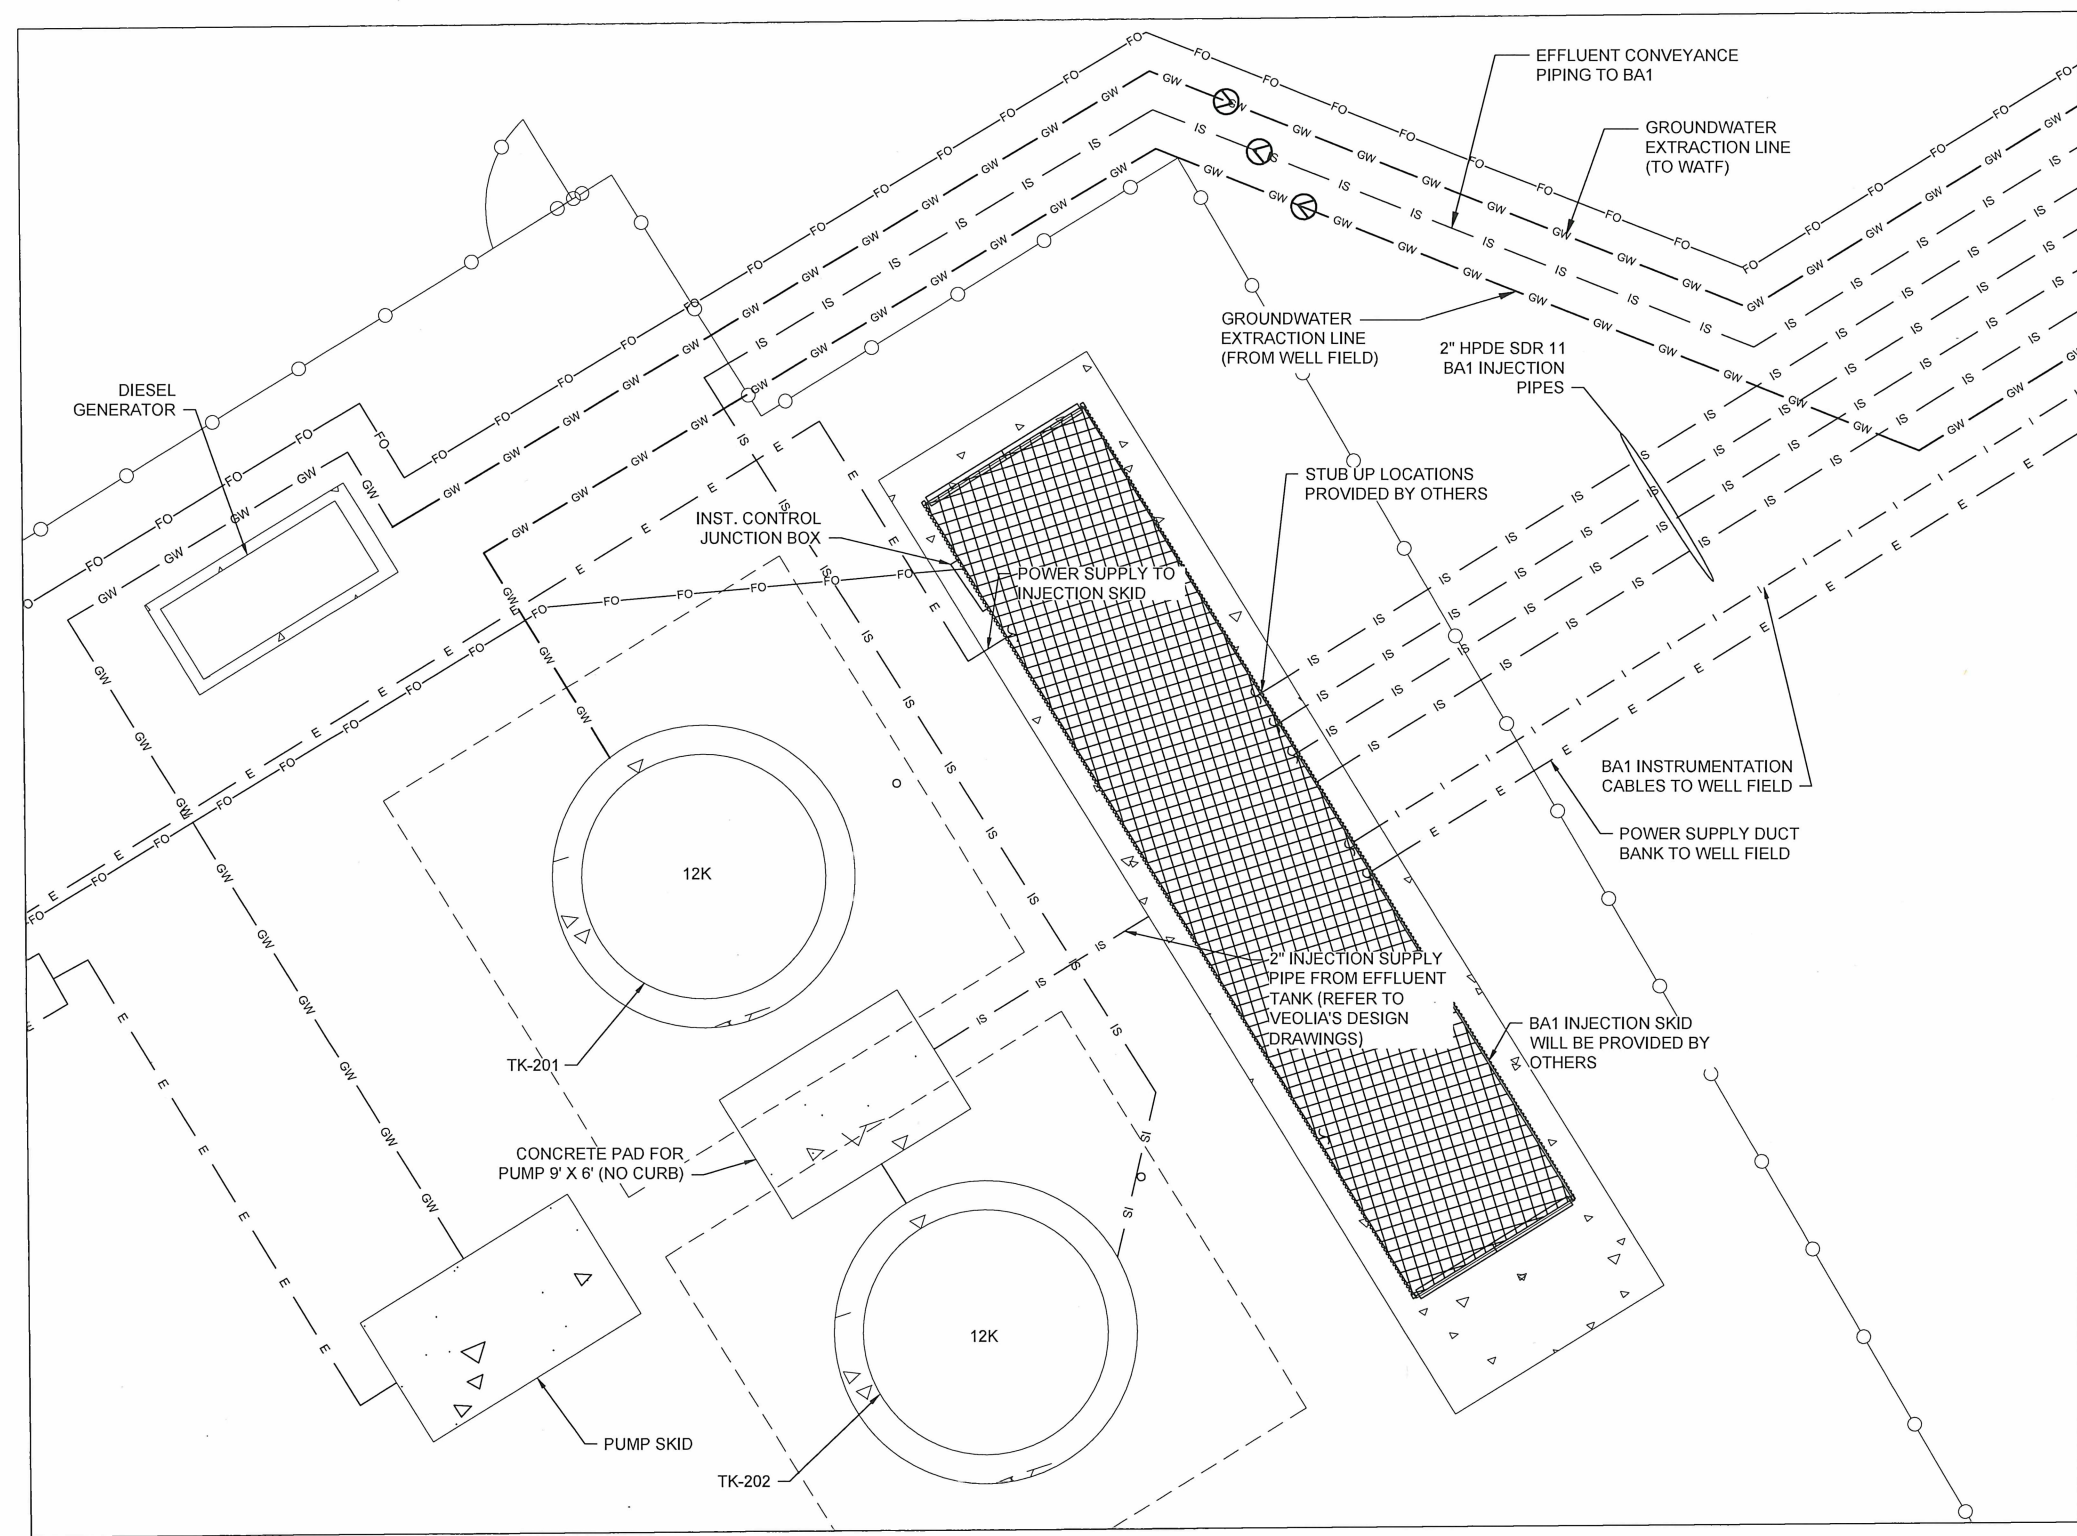 EFFLUENT CONVEYANCE
PIPING TO BA1
GROUNDWATER
EXTRACTION LINE
(TO WATF)
GROUNDWATER
EXTRACTION LINE
(FROM WELL FIELD)
2" HPDE SDR 11
BA1 INJECTION
PIPES
DIESEL
GENERATOR
STUB UP LOCATIONS
PROVIDED BY OTHERS
INST. CONTROL
JUNCTION BOX
POWER SUPPLY TO
INJECTION SKID
BA1 INSTRUMENTATION
CABLES TO WELL FIELD
POWER SUPPLY DUCT
BANK TO WELL FIELD
12K
2" INJECTION SUPPLY
PIPE FROM EFFLUENT
TANK (REFER TO
VEOLIA'S DESIGN
DRAWINGS)
BA1 INJECTION SKID
WILL BE PROVIDED BY
OTHERS
TK-201
CONCRETE PAD FOR
PUMP 9' X 6' (NO CURB)
12K
PUMP SKID
TK-202